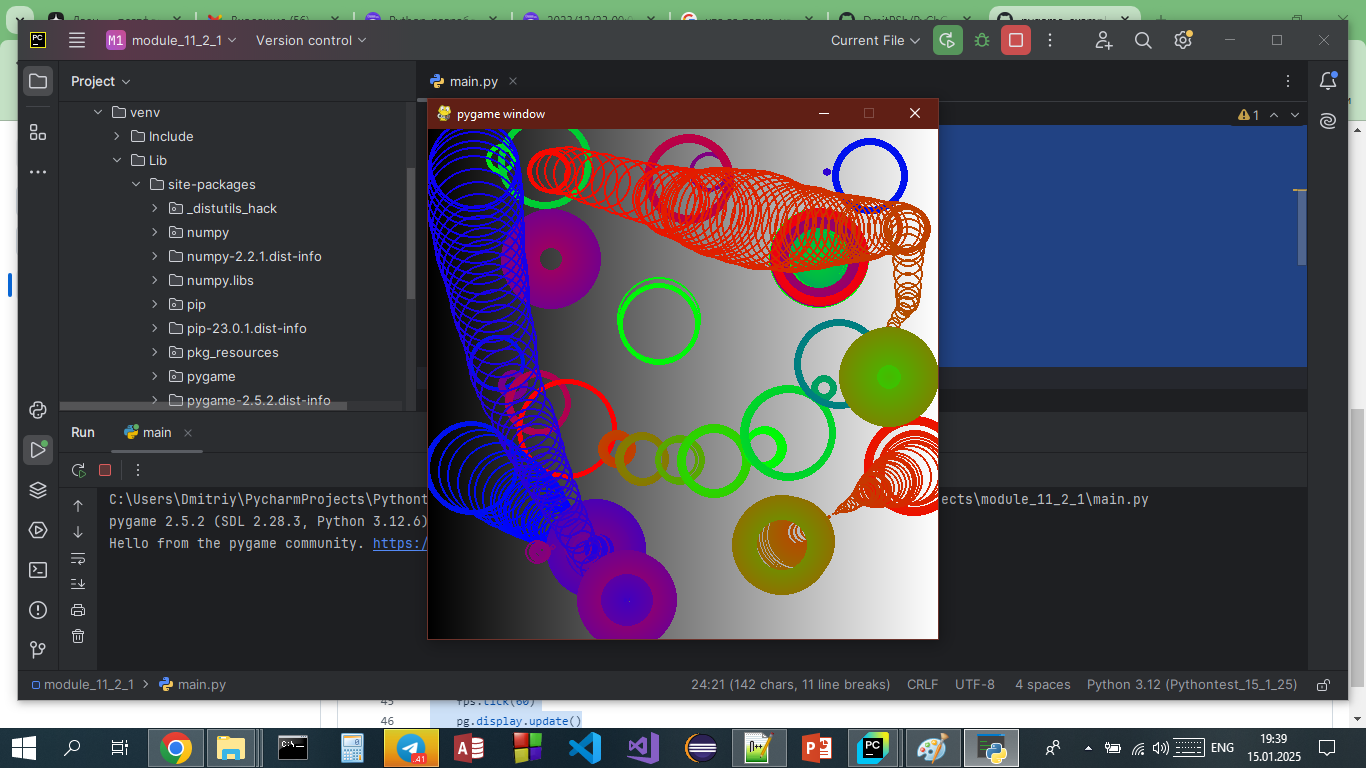 M1 module_11_2_1
Version control
Current File
Project
main.py
venv
Include
Lib
site-packages
_distutils_hack
numpy
numpy-2.2.1.dist-info
numpy.libs
pip
pip-23.0.1.dist-info
pkg_resources
pygame
pygame-2.5.2.dist-info
pygame window
1
Run
main
C:\Users\Dmitriy\PycharmProjects\Pythont
jects\module_11_2_1\main.py
pygame 2.5.2 (SDL 2.28.3, Python 3.12.6)
Hello from the pygame community. https:/
module_11_2_1 > main.py
24:21 (142 chars, 11 line breaks)
CRLF
UTF-8
4 spaces
Python 3.12 (Pythontest_15_1_25)
45 fps.tick(60)
46 pg.display.update()
41
ENG
19:39
15.01.2025